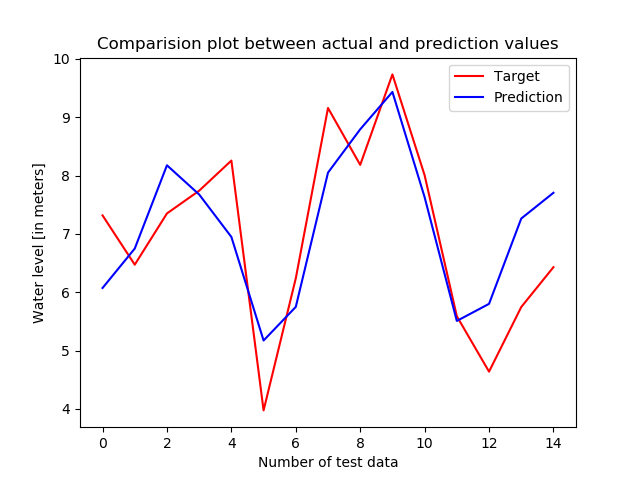 Comparision plot between actual and prediction values
Target
Prediction
10
9
8
7
6
5
4
Water level [in meters]
0 2 4 6 8 10 12 14
Number of test data